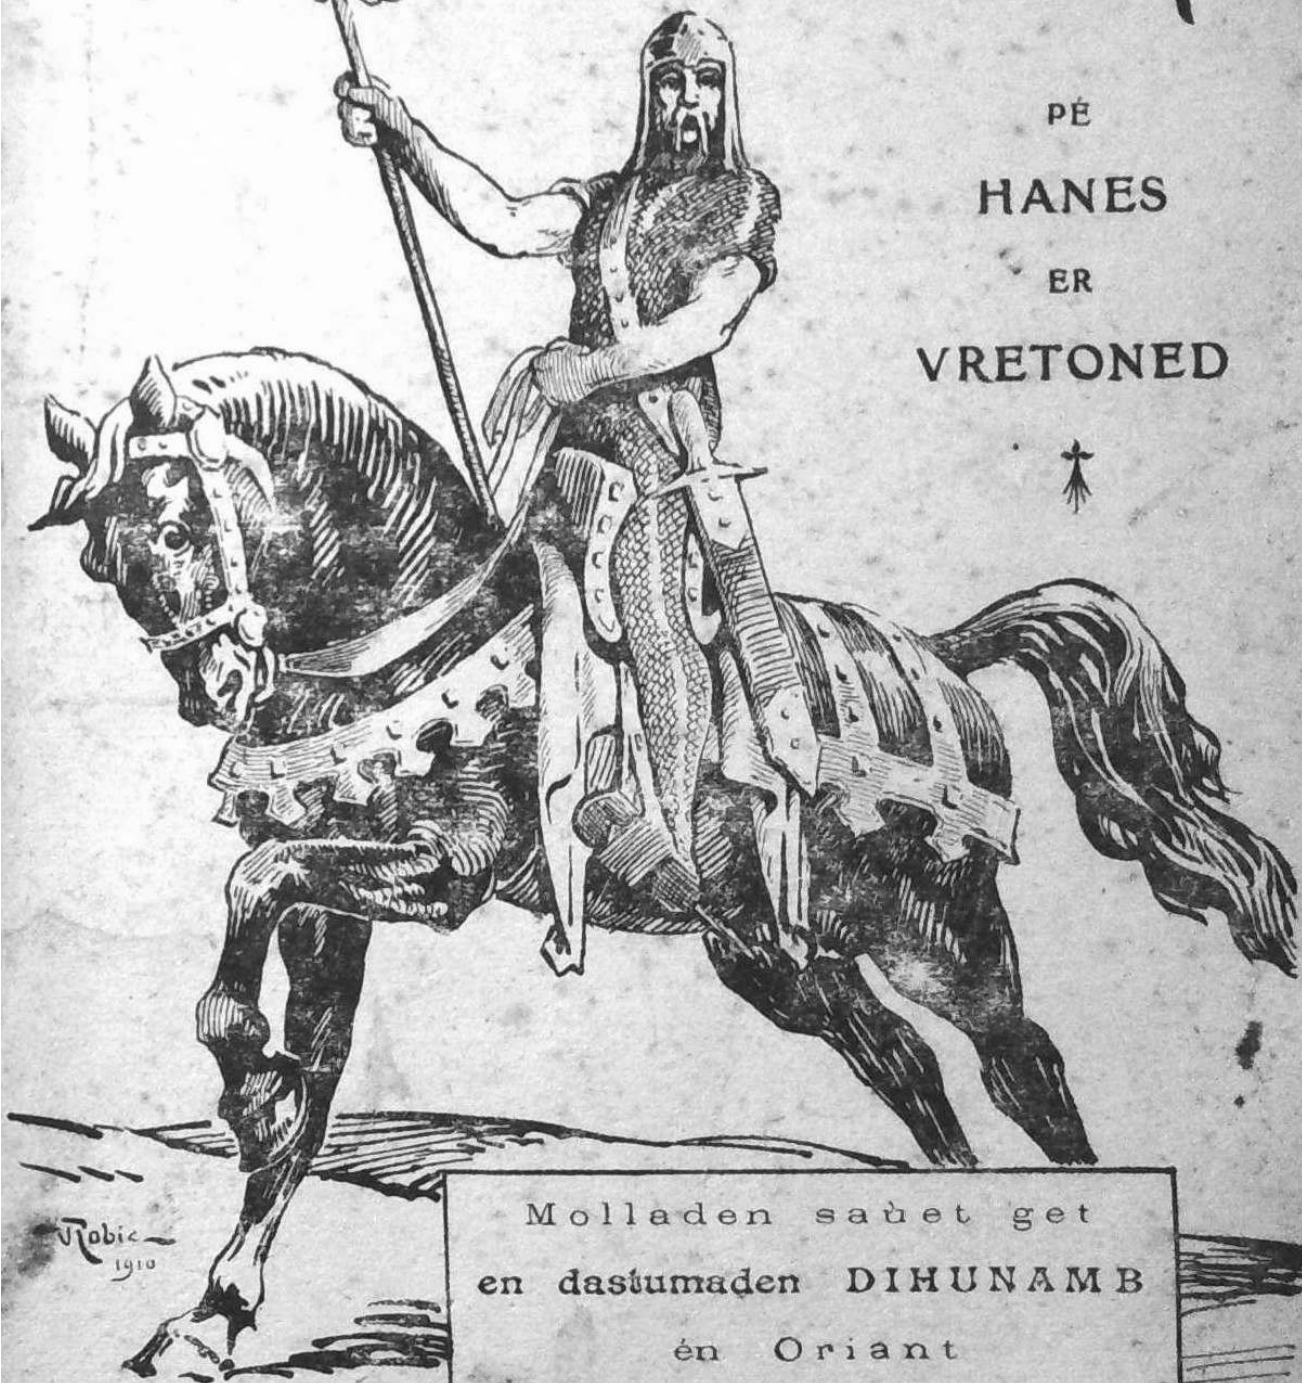 PÉ
HANES
ER
VRETONED
Molladen saùet get
en dastumaden DIHUNAMB
én Oriant
J Robic
1910